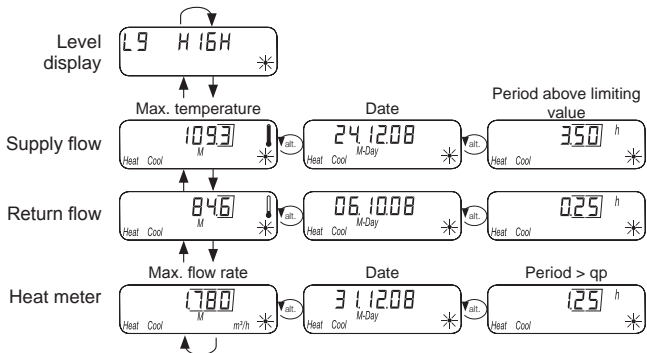 Level display
L9 HIGH
Max. temperature Date Period above limiting value
Supply flow
109.3 M Heat Cool
alt.
24.12.08 M-Day Heat Cool
alt.
3.50 h Heat Cool
Return flow
84.6 M Heat Cool
alt.
06.10.08 M-Day Heat Cool
alt.
0.25 h Heat Cool
Max. flow rate Date Period > qp
Heat meter
1.780 M Heat Cool m³/h
alt.
31.12.08 M-Day Heat Cool
alt.
1.25 h Heat Cool